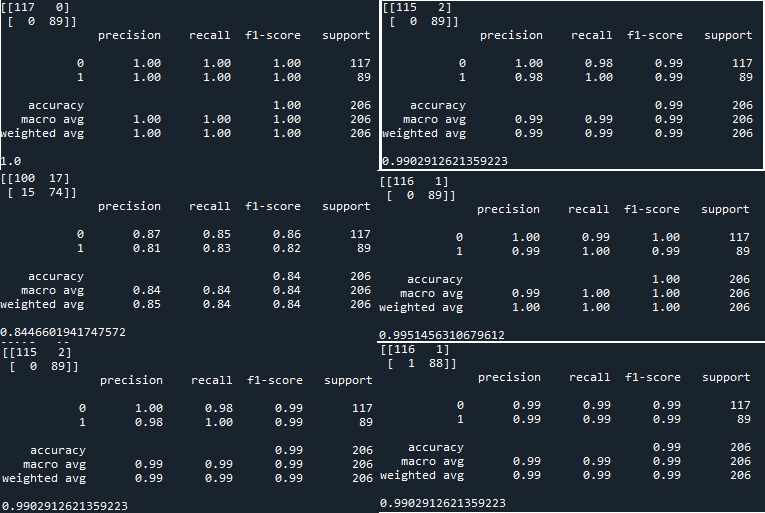 [[117 0]
[ 0 89]]
precision recall f1-score support
0 1.00 1.00 1.00 117
1 1.00 1.00 1.00 89
accuracy 1.00 206
macro avg 1.00 1.00 1.00 206
weighted avg 1.00 1.00 1.00 206
1.0
[[115 2]
[ 0 89]]
precision recall f1-score support
0 1.00 0.98 0.99 117
1 0.98 1.00 0.99 89
accuracy 0.99 206
macro avg 0.99 0.99 0.99 206
weighted avg 0.99 0.99 0.99 206
0.9902912621359223
[[100 17]
[ 15 74]]
precision recall f1-score support
0 0.87 0.85 0.86 117
1 0.81 0.83 0.82 89
accuracy 0.84 206
macro avg 0.84 0.84 0.84 206
weighted avg 0.85 0.84 0.84 206
0.8446601941747572
[[116 1]
[ 0 89]]
precision recall f1-score support
0 1.00 0.99 1.00 117
1 0.99 1.00 0.99 89
accuracy 1.00 206
macro avg 0.99 1.00 1.00 206
weighted avg 1.00 1.00 1.00 206
0.9951456310679612
[[115 2]
[ 0 89]]
precision recall f1-score support
0 1.00 0.98 0.99 117
1 0.98 1.00 0.99 89
accuracy 0.99 206
macro avg 0.99 0.99 0.99 206
weighted avg 0.99 0.99 0.99 206
0.9902912621359223
[[116 1]
[ 1 88]]
precision recall f1-score support
0 0.99 0.99 0.99 117
1 0.99 0.99 0.99 89
accuracy 0.99 206
macro avg 0.99 0.99 0.99 206
weighted avg 0.99 0.99 0.99 206
0.9902912621359223